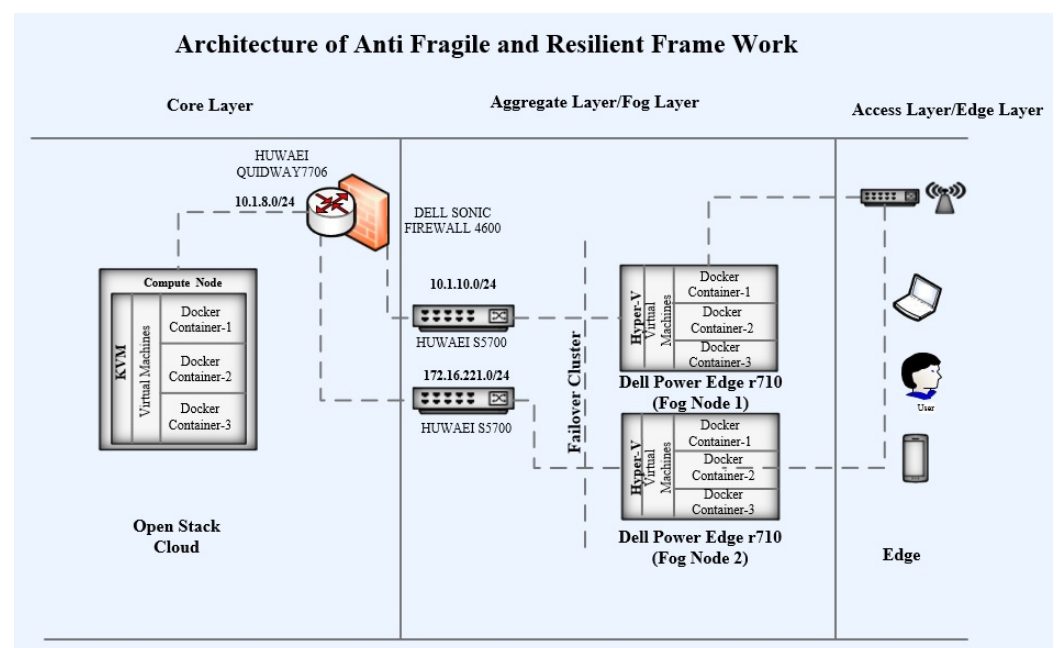 Architecture of Anti Fragile and Resilient Frame Work
Core Layer
Aggregate Layer/Fog Layer
Access Layer/Edge Layer
HUWAEI
QUIDWAY7706
10.1.8.0/24
DELL SONIC
FIREWALL 4600
Compute Node
KVM
Virtual Machines
Docker
Container-1
Docker
Container-2
Docker
Container-3
Open Stack
Cloud
10.1.10.0/24
HUWAEI S5700
172.16.221.0/24
HUWAEI S5700
Failover Cluster
Hyper-V
Virtual
Machines
Docker
Container-1
Docker
Container-2
Docker
Container-3
Dell Power Edge r710
(Fog Node 1)
Hyper-V
Virtual
Machines
Docker
Container-1
Docker
Container-2
Docker
Container-3
Dell Power Edge r710
(Fog Node 2)
User
Edge